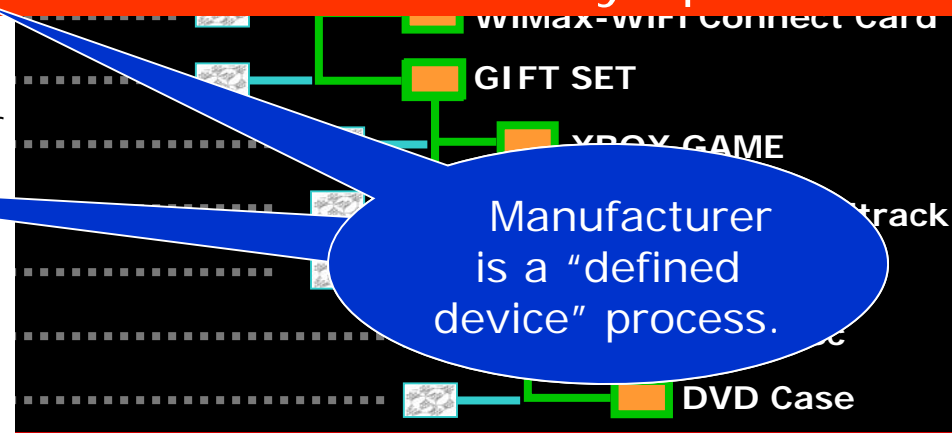 WiMax-WiFi Connect Card
GIFT SET
XBOX GAME
Manufacturer
is a “defined
device” process.
DVD Case